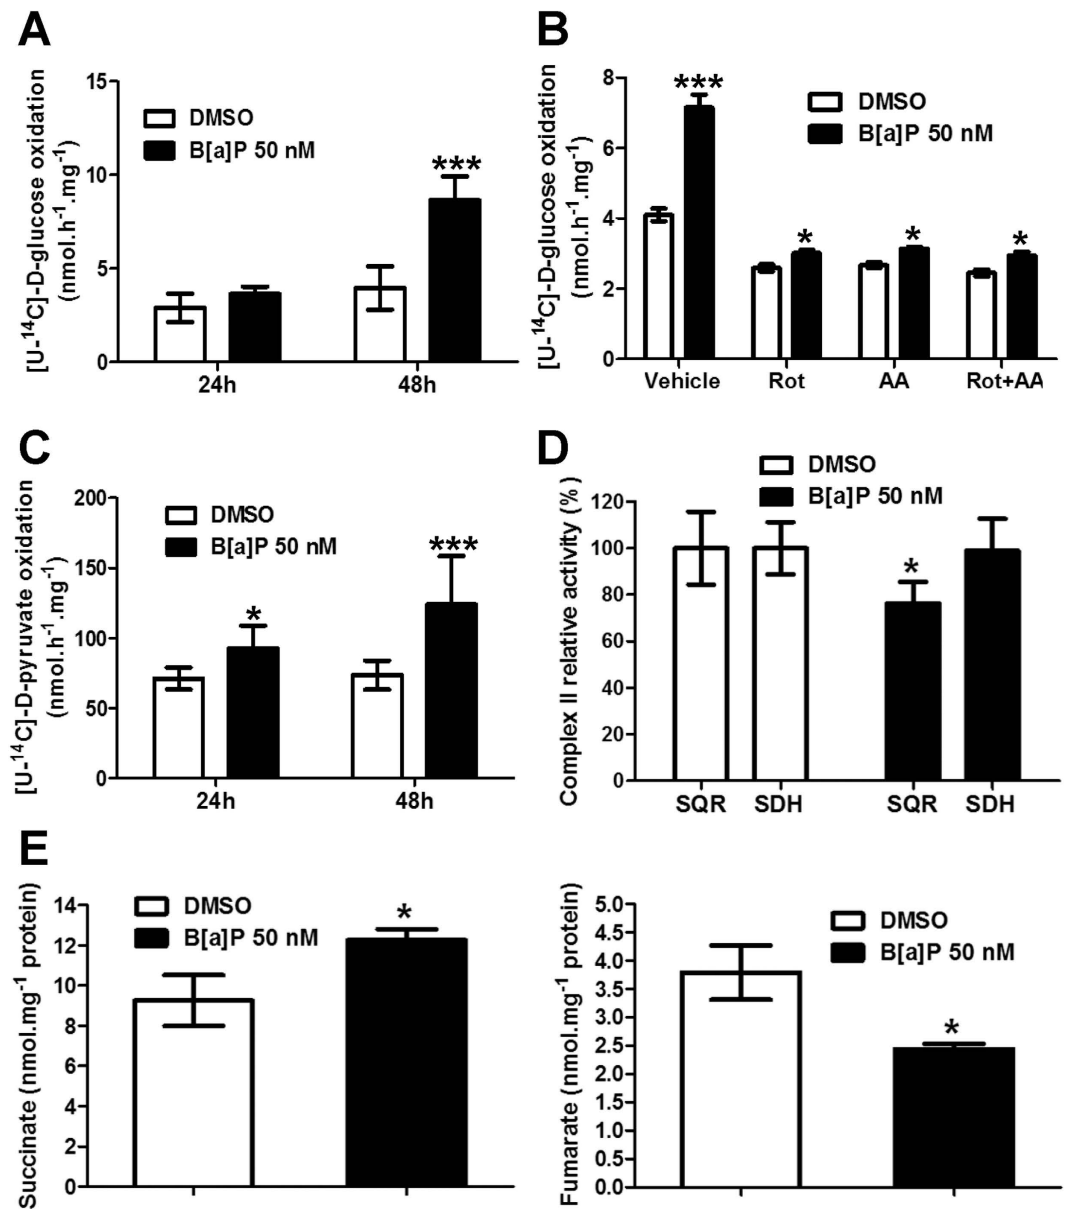 A
[U-¹⁴C]-D-glucose oxidation
(nmol.h⁻¹.mg⁻¹)
15
10
5
0
DMSO
B[a]P 50 nM
***
24h
48h
B
[U-¹⁴C]-D-glucose oxidation
(nmol.h⁻¹.mg⁻¹)
8
6
4
2
0
***
DMSO
B[a]P 50 nM
*
*
*
Vehicle
Rot
AA
Rot+AA
C
[U-¹⁴C]-D-pyruvate oxidation
(nmol.h⁻¹.mg⁻¹)
200
150
100
50
0
DMSO
B[a]P 50 nM
*
***
24h
48h
D
Complex II relative activity (%)
120
100
80
60
40
20
0
DMSO
B[a]P 50 nM
*
SQR
SDH
SQR
SDH
E
Succinate (nmol.mg⁻¹ protein)
14
12
10
8
6
4
2
0
DMSO
B[a]P 50 nM
*
Fumarate (nmol.mg⁻¹ protein)
5.0
4.5
4.0
3.5
3.0
2.5
2.0
1.5
1.0
0.5
0.0
DMSO
B[a]P 50 nM
*